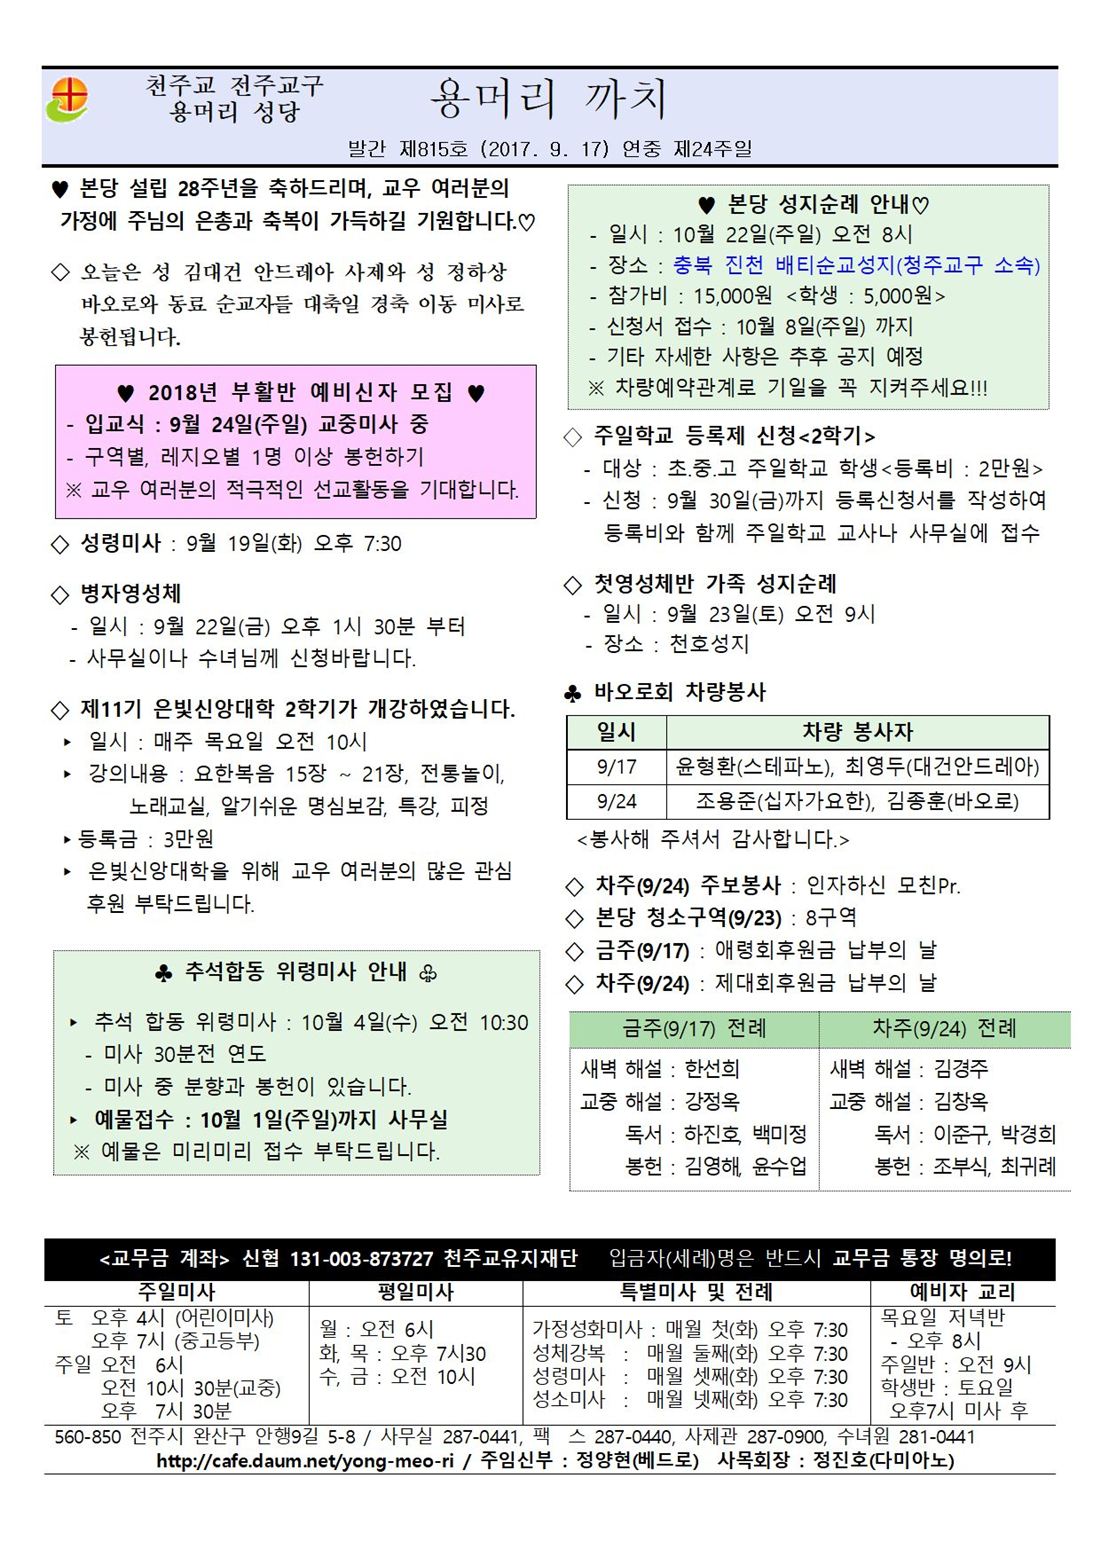 천주교 전주교구
용머리 성당
용머리 까치
발간 제815호 (2017. 9. 17) 연중 제24주일
♥ 본당 설립 28주년을 축하드리며, 교우 여러분의
가정에 주님의 은총과 축복이 가득하길 기원합니다.♡
◇ 오늘은 성 김대건 안드레아 사제와 성 정하상
바오로와 동료 순교자들 대축일 경축 이동 미사로
봉헌됩니다.
♥ 2018년 부활반 예비신자 모집 ♥
- 입교식 : 9월 24일(주일) 교중미사 중
- 구역별, 레지오별 1명 이상 봉헌하기
※ 교우 여러분의 적극적인 선교활동을 기대합니다.
◇ 성령미사 : 9월 19일(화) 오후 7:30
◇ 병자영성체
- 일시 : 9월 22일(금) 오후 1시 30분 부터
- 사무실이나 수녀님께 신청바랍니다.
◇ 제11기 은빛신앙대학 2학기가 개강하였습니다.
▸ 일시 : 매주 목요일 오전 10시
▸ 강의내용 : 요한복음 15장 ~ 21장, 전통놀이,
노래교실, 알기쉬운 명심보감, 특강, 피정
▸등록금 : 3만원
▸ 은빛신앙대학을 위해 교우 여러분의 많은 관심
후원 부탁드립니다.
♣ 추석합동 위령미사 안내 ♧
▸ 추석 합동 위령미사 : 10월 4일(수) 오전 10:30
- 미사 30분전 연도
- 미사 중 분향과 봉헌이 있습니다.
▸ 예물접수 : 10월 1일(주일)까지 사무실
※ 예물은 미리미리 접수 부탁드립니다.
♥ 본당 성지순례 안내♡
- 일시 : 10월 22일(주일) 오전 8시
- 장소 : 충북 진천 배티순교성지(청주교구 소속)
- 참가비 : 15,000원 <학생 : 5,000원>
- 신청서 접수 : 10월 8일(주일) 까지
- 기타 자세한 사항은 추후 공지 예정
※ 차량예약관계로 기일을 꼭 지켜주세요!!!
◇ 주일학교 등록제 신청<2학기>
- 대상 : 초.중.고 주일학교 학생<등록비 : 2만원>
- 신청 : 9월 30일(금)까지 등록신청서를 작성하여
등록비와 함께 주일학교 교사나 사무실에 접수
◇ 첫영성체반 가족 성지순례
- 일시 : 9월 23일(토) 오전 9시
- 장소 : 천호성지
♣ 바오로회 차량봉사
일시 차량 봉사자
9/17 윤형환(스테파노), 최영두(대건안드레아)
9/24 조용준(십자가요한), 김종훈(바오로)
<봉사해 주셔서 감사합니다.>
◇ 차주(9/24) 주보봉사 : 인자하신 모친Pr.
◇ 본당 청소구역(9/23) : 8구역
◇ 금주(9/17) : 애령회후원금 납부의 날
◇ 차주(9/24) : 제대회후원금 납부의 날
금주(9/17) 전례 차주(9/24) 전례
새벽 해설 : 한선희 새벽 해설 : 김경주
교중 해설 : 강정옥 교중 해설 : 김창옥
독서 : 하진호, 백미정 독서 : 이준구, 박경희
봉헌 : 김영해, 윤수업 봉헌 : 조부식, 최귀례
<교무금 계좌> 신협 131-003-873727 천주교유지재단 입금자(세례)명은 반드시 교무금 통장 명의로!
주일미사 평일미사 특별미사 및 전례 예비자 교리
토 오후 4시 (어린이미사)
오후 7시 (중고등부)
주일 오전 6시
오전 10시 30분(교중)
오후 7시 30분
월 : 오전 6시
화, 목 : 오후 7시30
수, 금 : 오전 10시
가정성화미사 : 매월 첫(화) 오후 7:30
성체강복 : 매월 둘째(화) 오후 7:30
성령미사 : 매월 셋째(화) 오후 7:30
성소미사 : 매월 넷째(화) 오후 7:30
목요일 저녁반
- 오후 8시
주일반 : 오전 9시
학생반 : 토요일
오후7시 미사 후
560-850 전주시 완산구 안행9길 5-8 / 사무실 287-0441, 팩 스 287-0440, 사제관 287-0900, 수녀원 281-0441
http://cafe.daum.net/yong-meo-ri / 주임신부 : 정양현(베드로) 사목회장 : 정진호(다미아노)